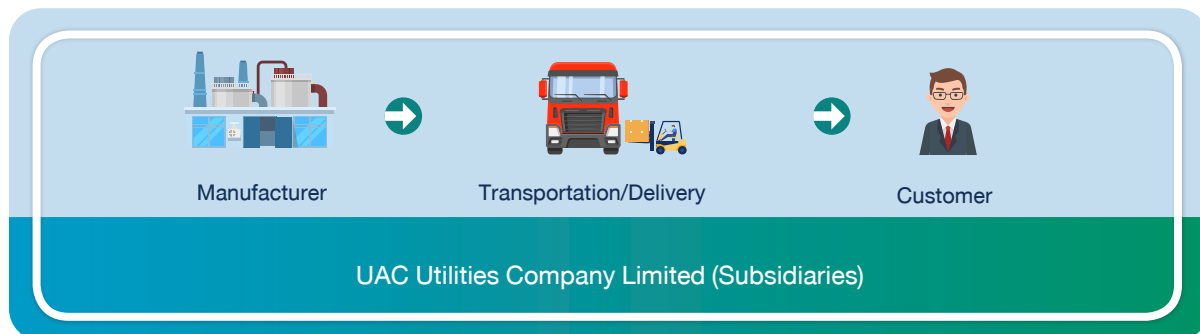 Manufacturer
Transportation/Delivery
Customer
UAC Utilities Company Limited (Subsidiaries)